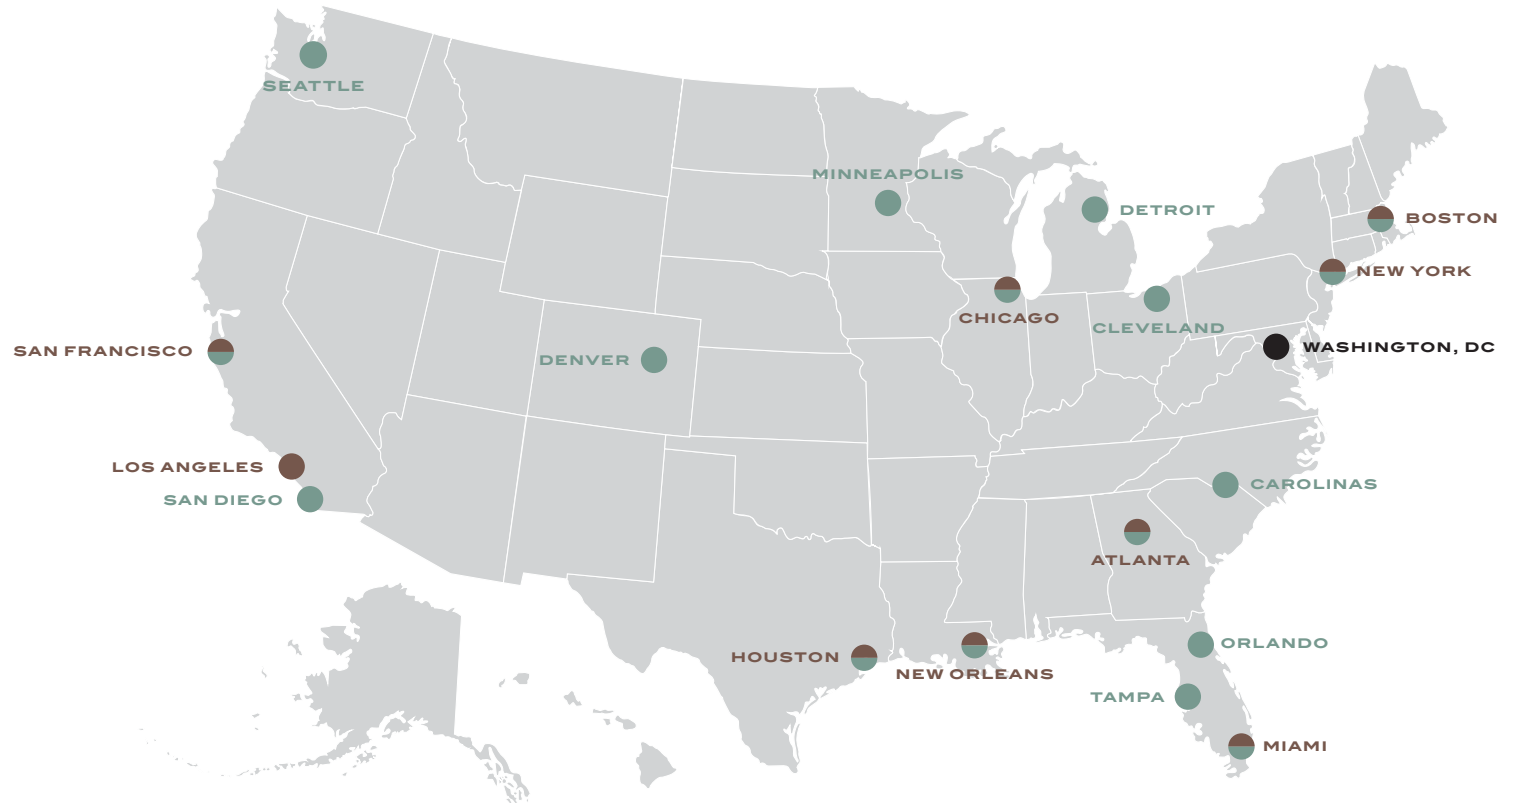 SEATTLE
MINNEAPOLIS
DETROIT
BOSTON
NEW YORK
CHICAGO
CLEVELAND
WASHINGTON, DC
SAN FRANCISCO
DENVER
LOS ANGELES
SAN DIEGO
CAROLINAS
ATLANTA
ORLANDO
HOUSTON
NEW ORLEANS
TAMPA
MIAMI